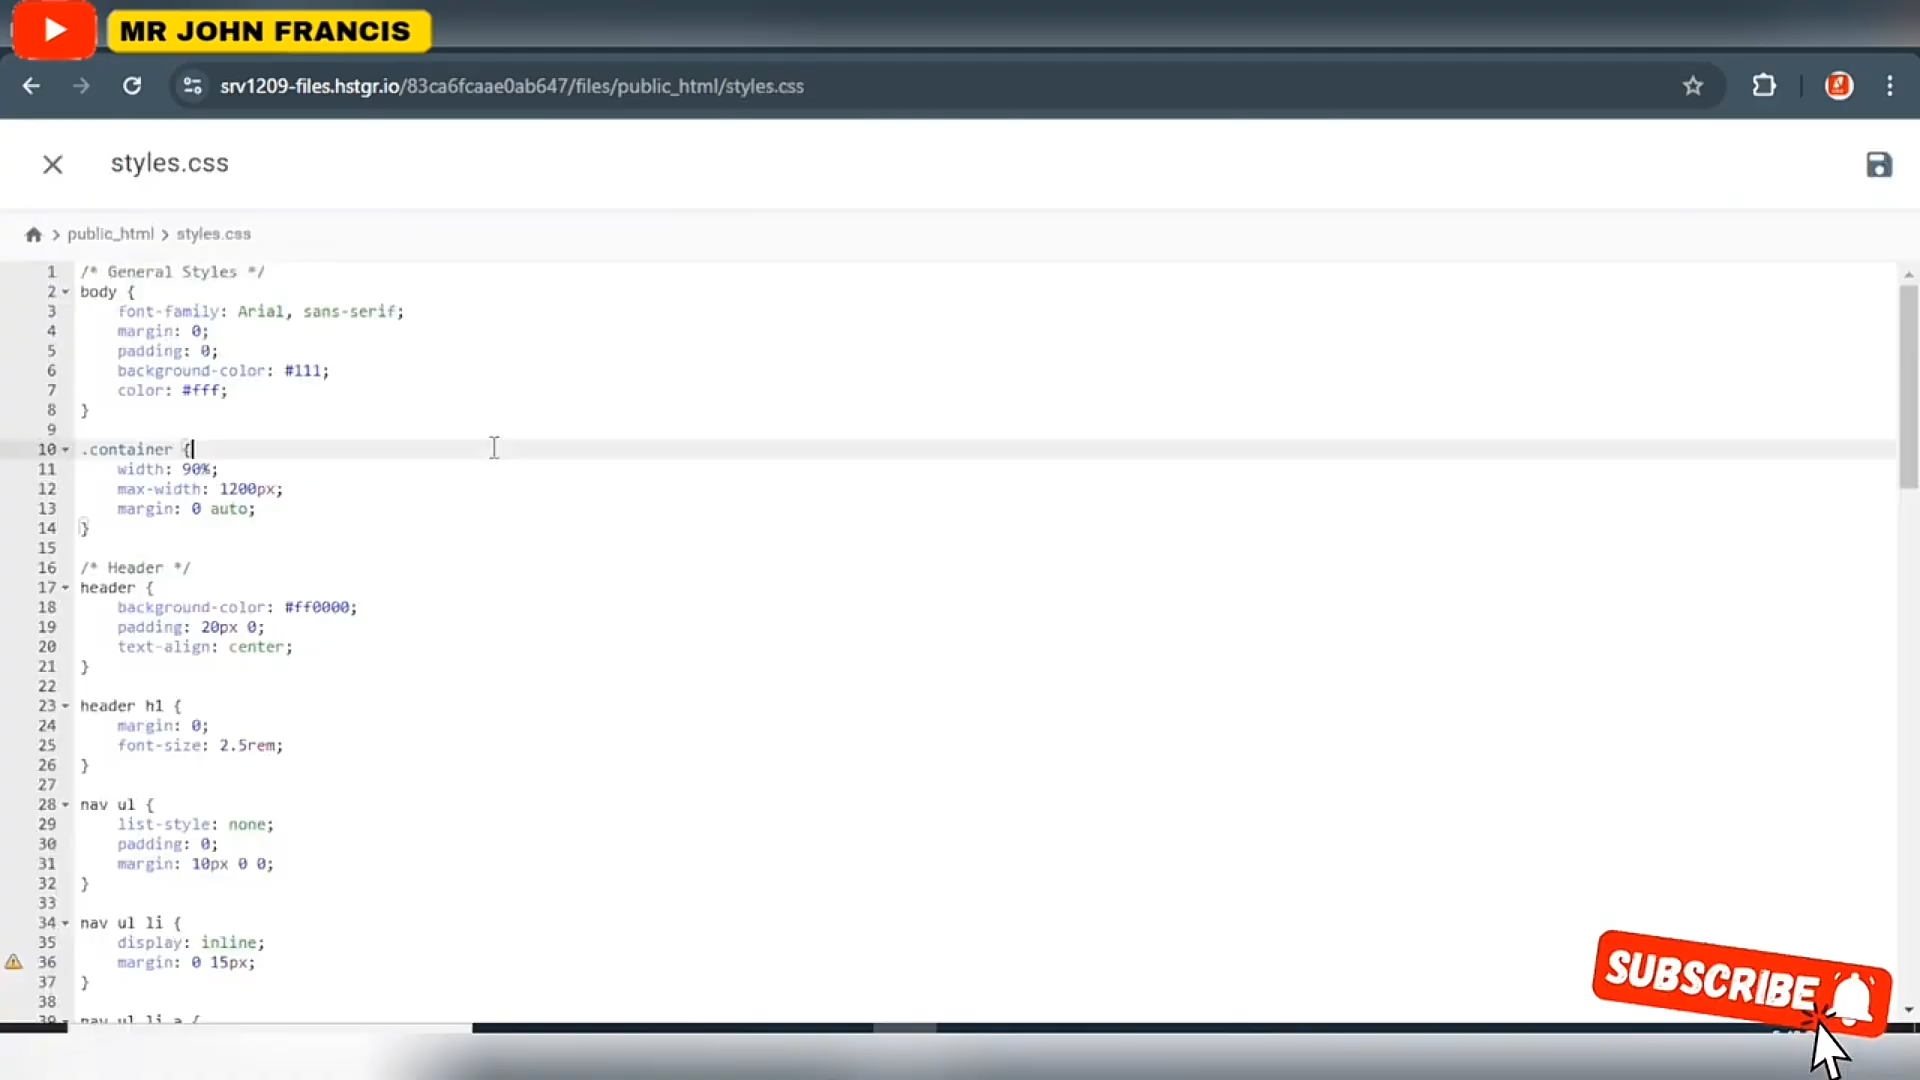 MR JOHN FRANCIS
srv1209-files.hstgr.io/83ca6fcaae0ab647/files/public_html/styles.css
styles.css
public_html > styles.css
1 /* General Styles */
2 body {
3 font-family: Arial, sans-serif;
4 margin: 0;
5 padding: 0;
6 background-color: #111;
7 color: #fff;
8 }
9
10 .container {
11 width: 90%;
12 max-width: 1200px;
13 margin: 0 auto;
14 }
15
16 /* Header */
17 header {
18 background-color: #ff0000;
19 padding: 20px 0;
20 text-align: center;
21 }
22
23 header h1 {
24 margin: 0;
25 font-size: 2.5rem;
26 }
27
28 nav ul {
29 list-style: none;
30 padding: 0;
31 margin: 10px 0 0;
32 }
33
34 nav ul li {
35 display: inline;
36 margin: 0 15px;
37 }
38
39 nav ul li a {
SUBSCRIBE